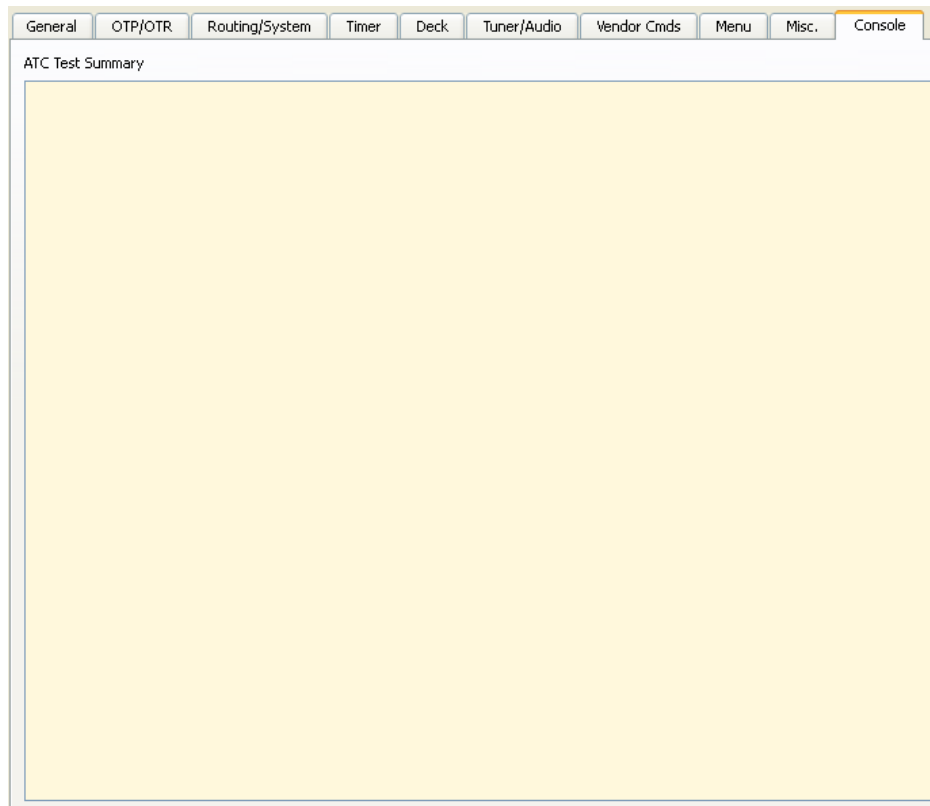 General OTP/OTR Routing/System Timer Deck Tuner/Audio Vendor Cmds Menu Misc. Console
ATC Test Summary